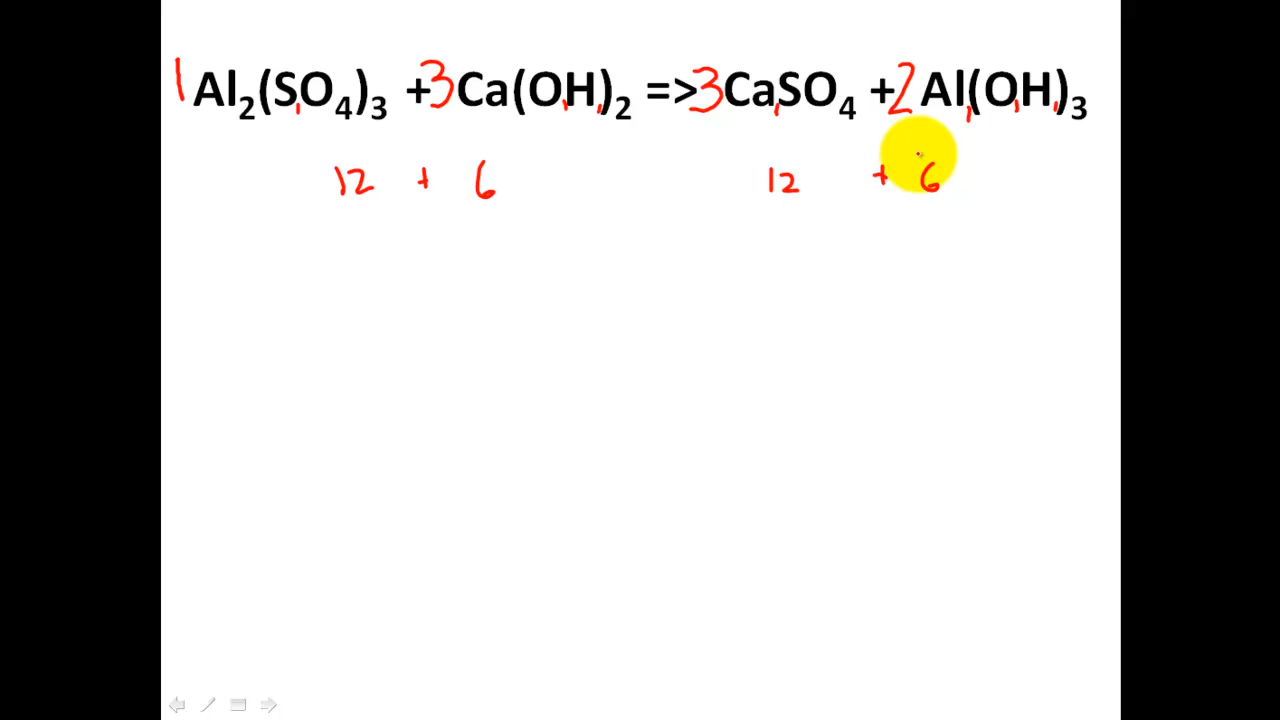 1Al₂(SO₄)₃ +3Ca(OH)₂ =>3CaSO₄ +2Al(OH)₃
12 + 6 12 + 6